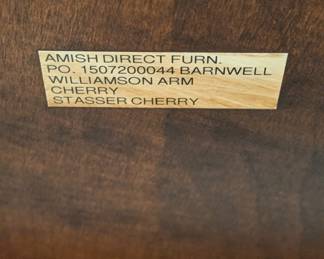 AMISH DIRECT FURN.
PO. 1507200044 BARNWELL
WILLIAMSON ARM
CHERRY
STASSER CHERRY